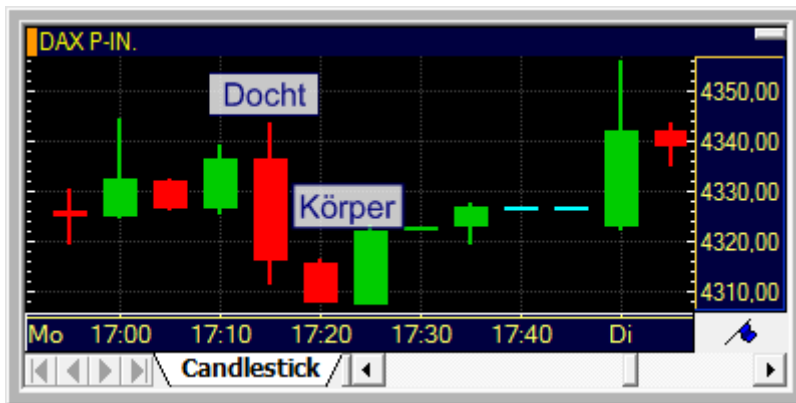 DAX P-IN.
Docht
Körper
4350,00
4340,00
4330,00
4320,00
4310,00
Mo 17:00 17:10 17:20 17:30 17:40 Di
Candlestick